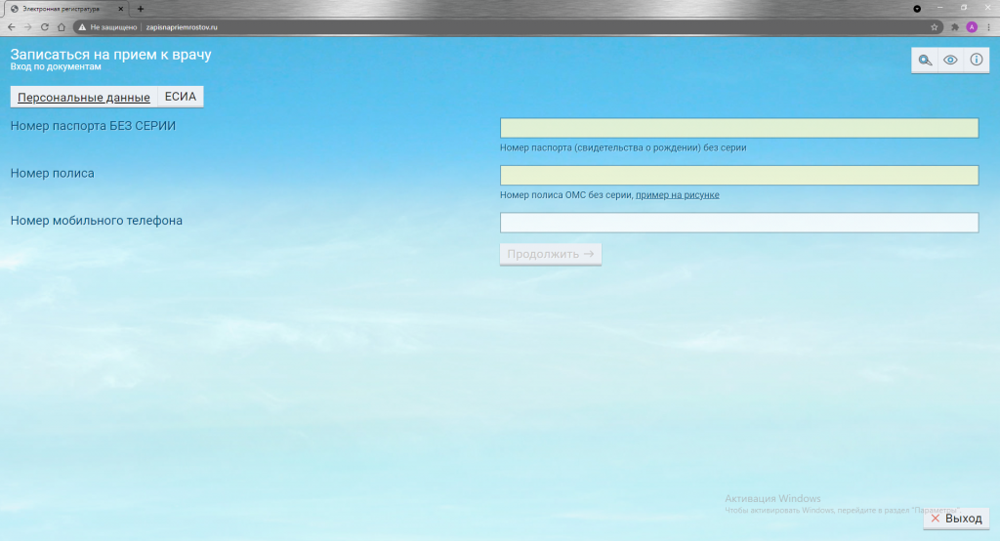 Электронная регистратура
Не защищено | zapisnapriemrostov.ru
A
Записаться на прием к врачу
Вход по документам
Персональные данные ЕСИА
Номер паспорта БЕЗ СЕРИИ
Номер паспорта (свидетельства о рождении) без серии
Номер полиса
Номер полиса ОМС без серии, пример на рисунке
Номер мобильного телефона
Продолжить →
Активация Windows
Чтобы активировать Windows, перейдите в раздел "Параметры".
Выход